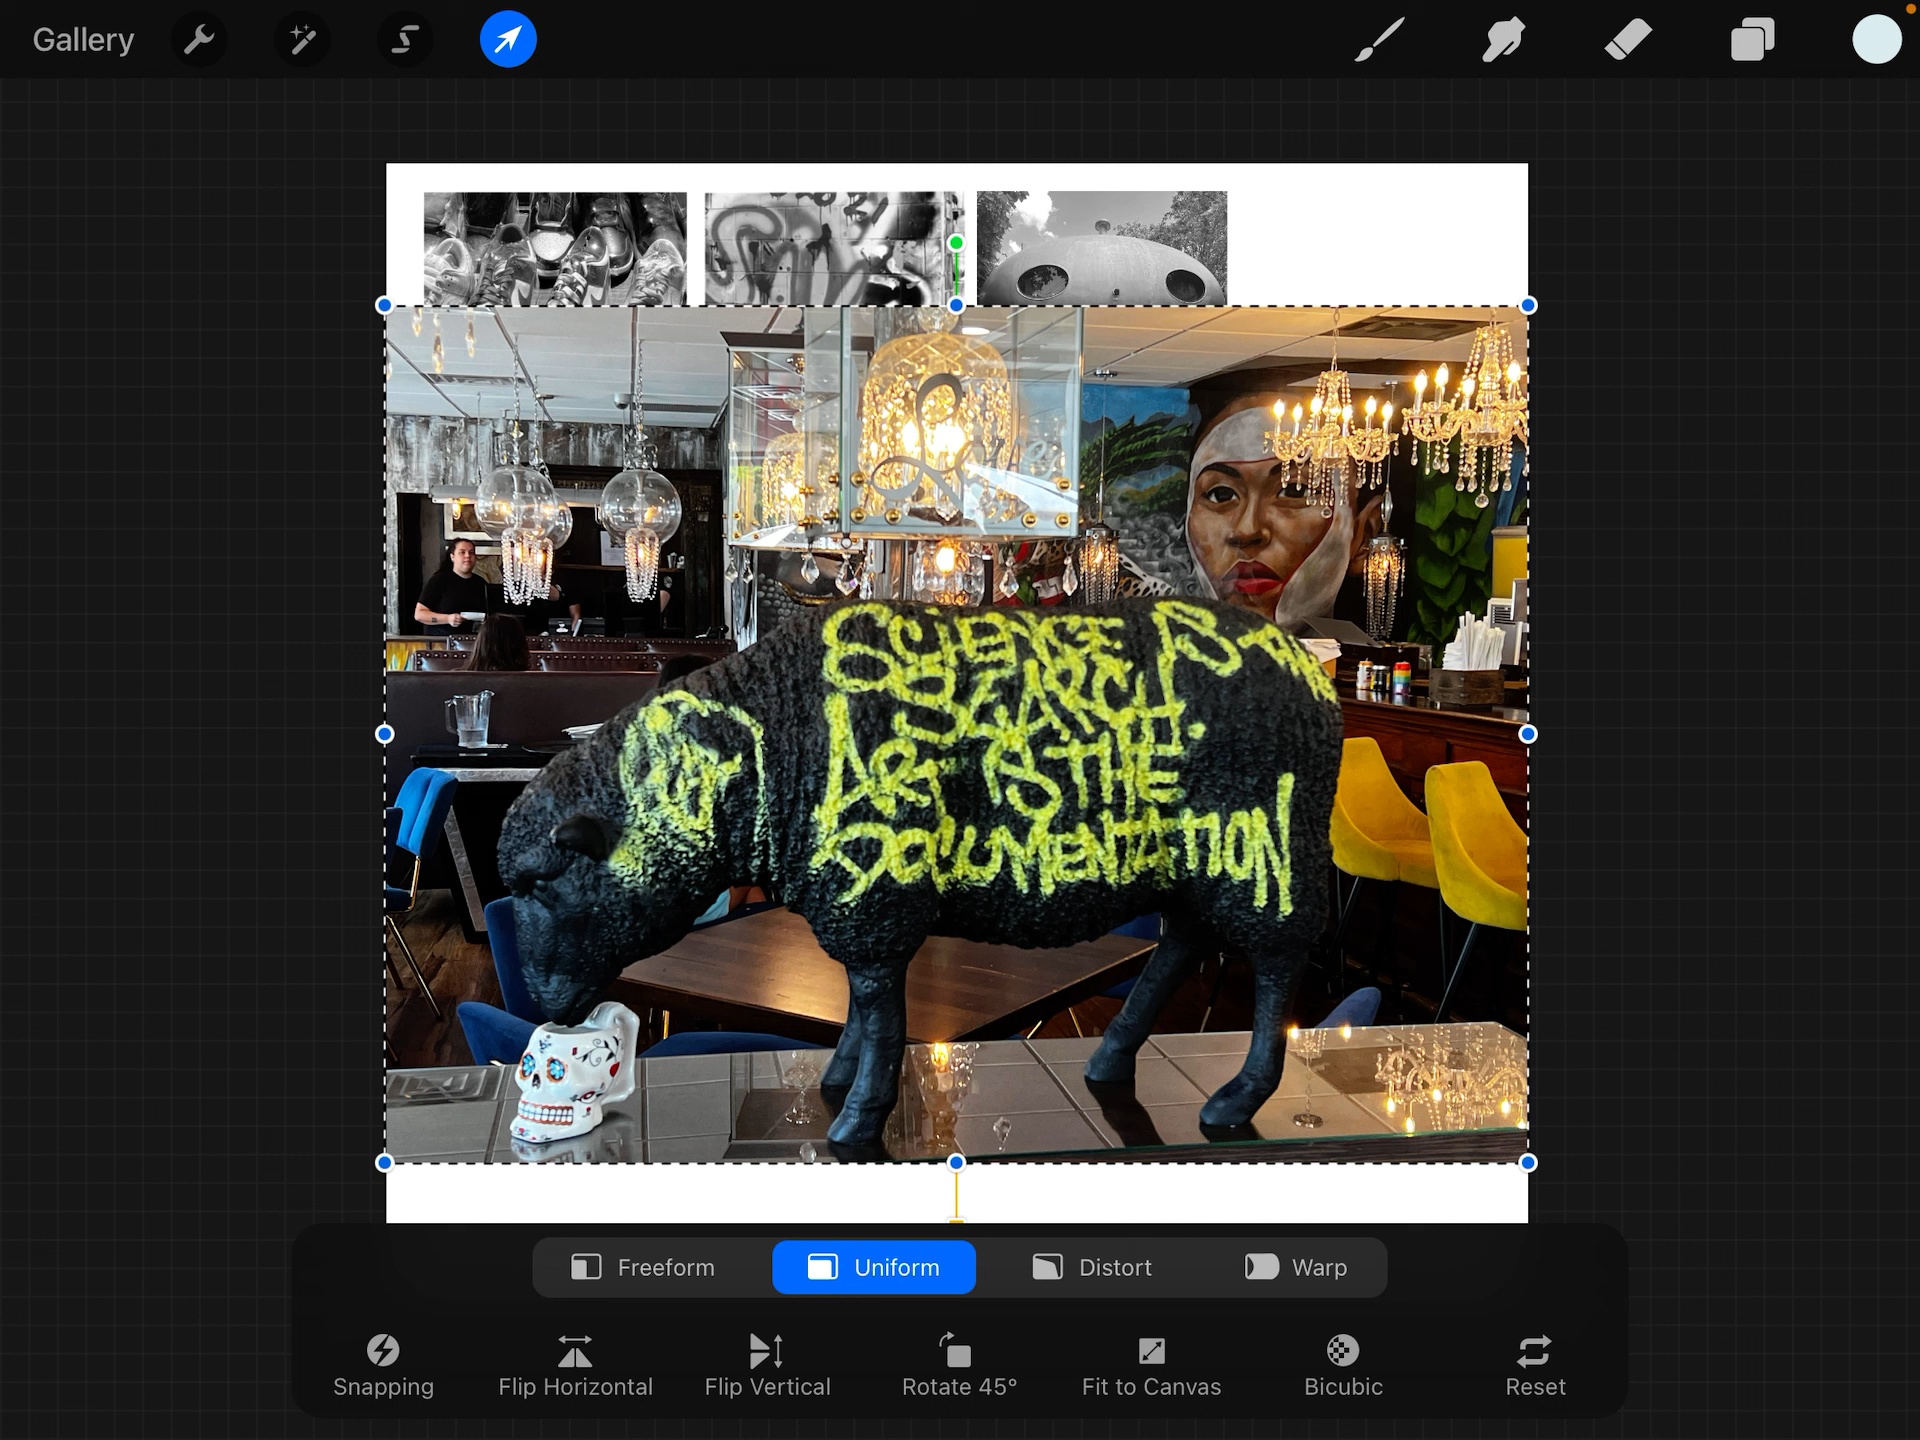 Gallery
SCIENCE IS THE
SEARCH.
ART IS THE
DOCUMENTATION
Freeform
Uniform
Distort
Warp
Snapping
Flip Horizontal
Flip Vertical
Rotate 45°
Fit to Canvas
Bicubic
Reset